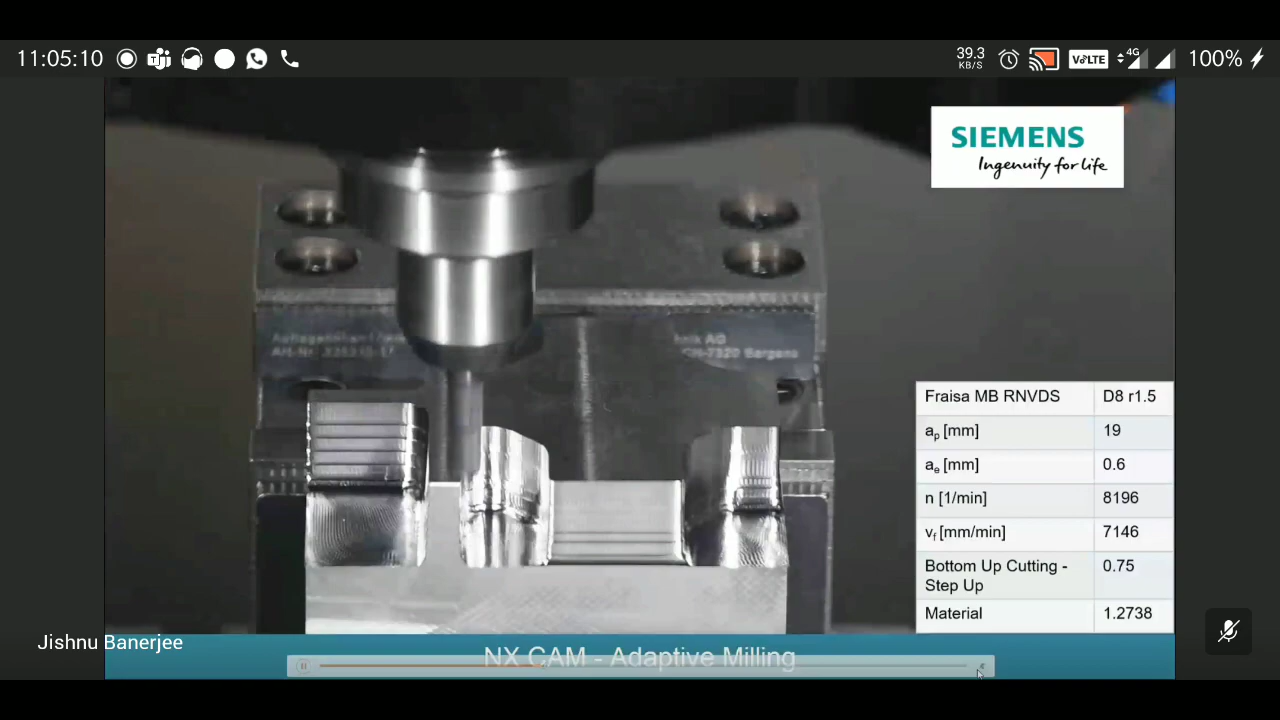 11:05:10
39.3
KB/S
VoLTE
4G
100%
SIEMENS
Ingenuity for life
Fraisa MB RNVDS D8 r1.5
ap [mm] 19
ae [mm] 0.6
n [1/min] 8196
vf [mm/min] 7146
Bottom Up Cutting - 0.75
Step Up
Material 1.2738
Jishnu Banerjee
NX CAM - Adaptive Milling